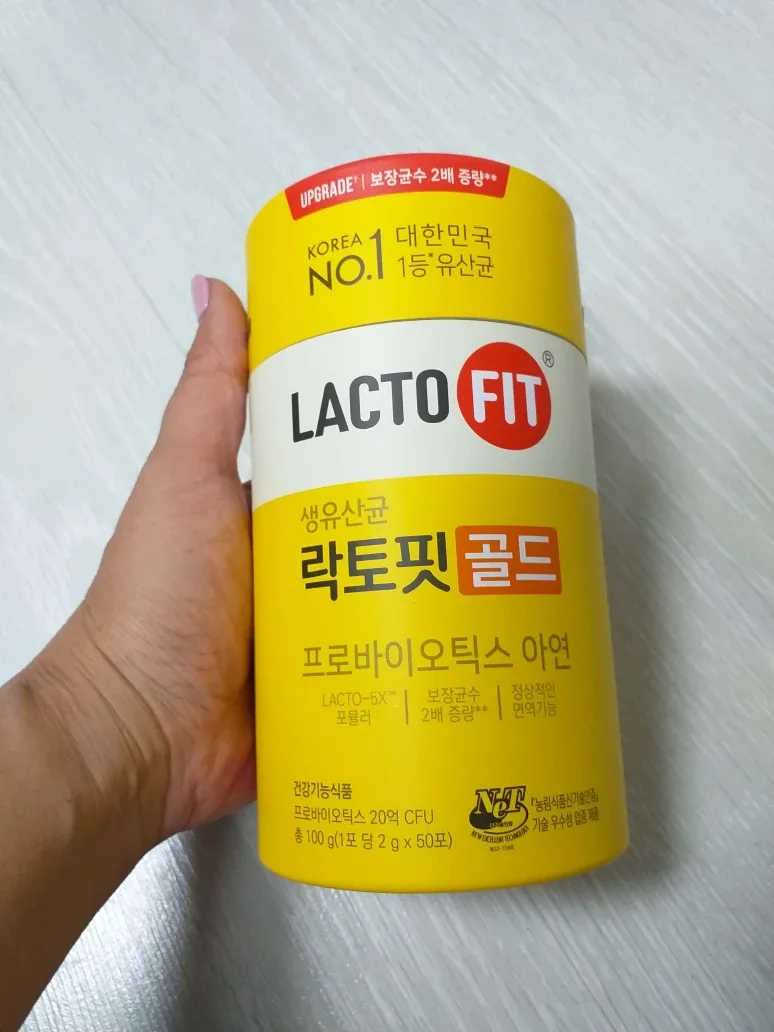 UPGRADE† | 보장균수 2배 증량**
KOREA
NO.1
대한민국
1등*유산균
LACTO FIT®
생유산균
락토핏 골드
프로바이오틱스 아연
LACTO-5X™
포뮬러
보장균수
2배 증량**
정상적인
면역기능
건강기능식품
프로바이오틱스 20억 CFU
총 100 g(1포 당 2 g x 50포)
NeT
NEW EXCELLENT TECHNOLOGY
『농림식품신기술인증』
기술 우수성 입증 제품